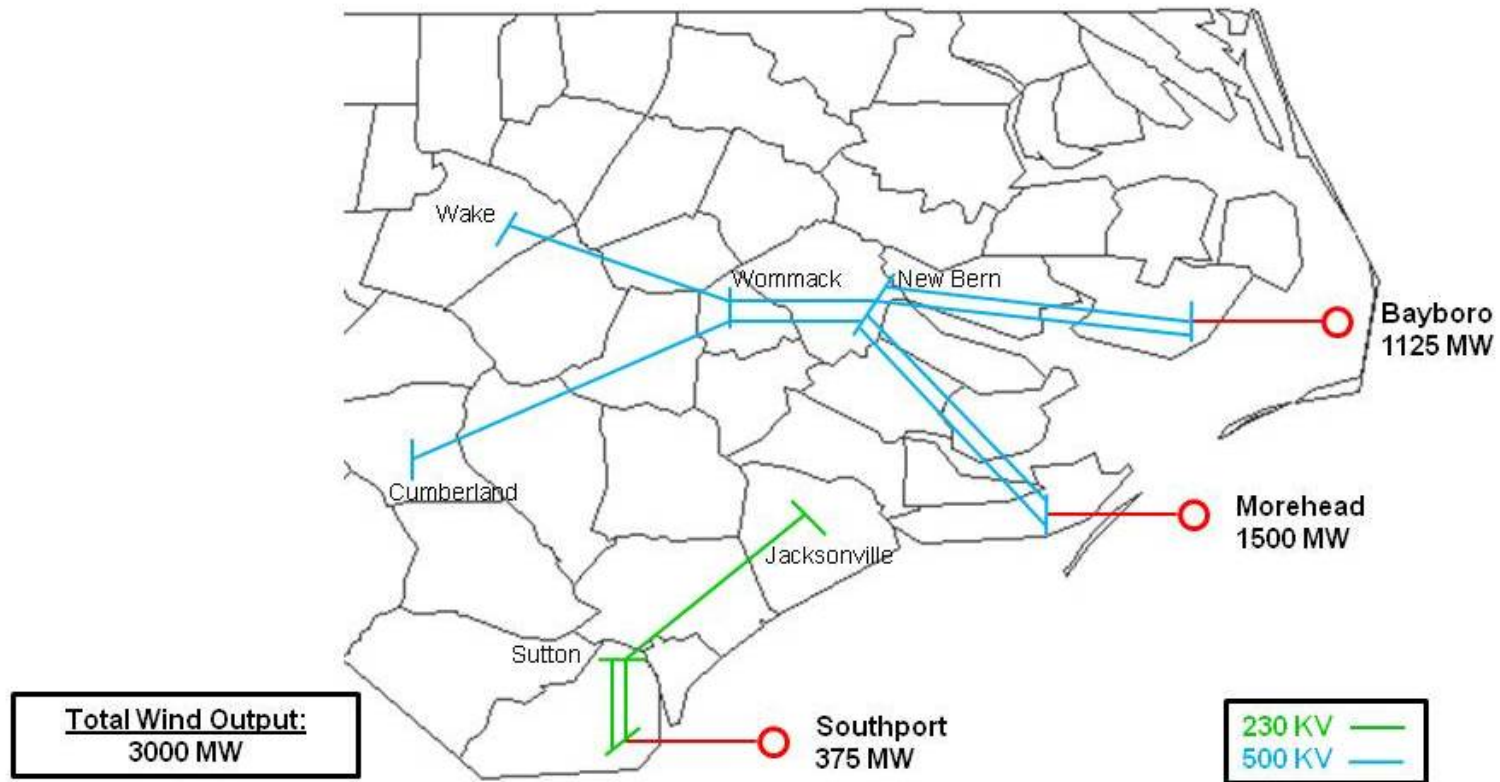 Wake
Wommack
New Bern
Bayboro
1125 MW
Cumberland
Morehead
1500 MW
Jacksonville
Sutton
Total Wind Output:
3000 MW
Southport
375 MW
230 KV
500 KV